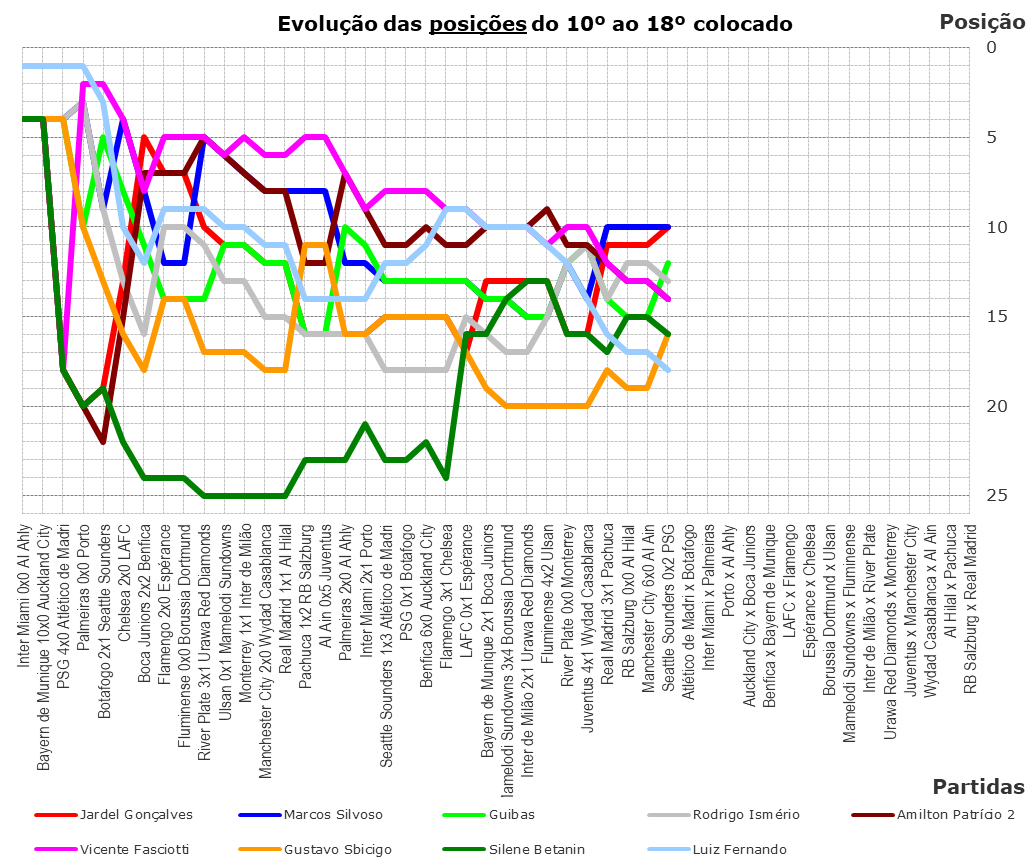 Evolução das posições do 10º ao 18º colocado
Posição
0
5
10
15
20
25
Inter Miami 0x0 Al Ahly
Bayern de Munique 10x0 Auckland City
PSG 4x0 Atlético de Madri
Palmeiras 0x0 Porto
Botafogo 2x1 Seattle Sounders
Chelsea 2x0 LAFC
Boca Juniors 2x2 Benfica
Flamengo 2x0 Espérance
Fluminense 0x0 Borussia Dortmund
River Plate 3x1 Urawa Red Diamonds
Ulsan 0x1 Mamelodi Sundowns
Monterrey 1x1 Inter de Milão
Manchester City 2x0 Wydad Casablanca
Real Madrid 1x1 Al Hilal
Pachuca 1x2 RB Salzburg
Al Ain 0x5 Juventus
Palmeiras 2x0 Al Ahly
Inter Miami 2x1 Porto
Seattle Sounders 1x3 Atlético de Madri
PSG 0x1 Botafogo
Benfica 6x0 Auckland City
Flamengo 3x1 Chelsea
LAFC 0x1 Espérance
Bayern de Munique 2x1 Boca Juniors
lamelodi Sundowns 3x4 Borussia Dortmund
Inter de Milão 2x1 Urawa Red Diamonds
Fluminense 4x2 Ulsan
River Plate 0x0 Monterrey
Juventus 4x1 Wydad Casablanca
Real Madrid 3x1 Pachuca
RB Salzburg 0x0 Al Hilal
Manchester City 6x0 Al Ain
Seattle Sounders 0x2 PSG
Atlético de Madri x Botafogo
Inter Miami x Palmeiras
Porto x Al Ahly
Auckland City x Boca Juniors
Benfica x Bayern de Munique
LAFC x Flamengo
Espérance x Chelsea
Borussia Dortmund x Ulsan
Mamelodi Sundowns x Fluminense
Inter de Milão x River Plate
Urawa Red Diamonds x Monterrey
Juventus x Manchester City
Wydad Casablanca x Al Ain
Al Hilal x Pachuca
RB Salzburg x Real Madrid
Partidas
Jardel Gonçalves
Marcos Silvoso
Guibas
Rodrigo Ismério
Amilton Patrício 2
Vicente Fasciotti
Gustavo Sbicigo
Silene Betanin
Luiz Fernando